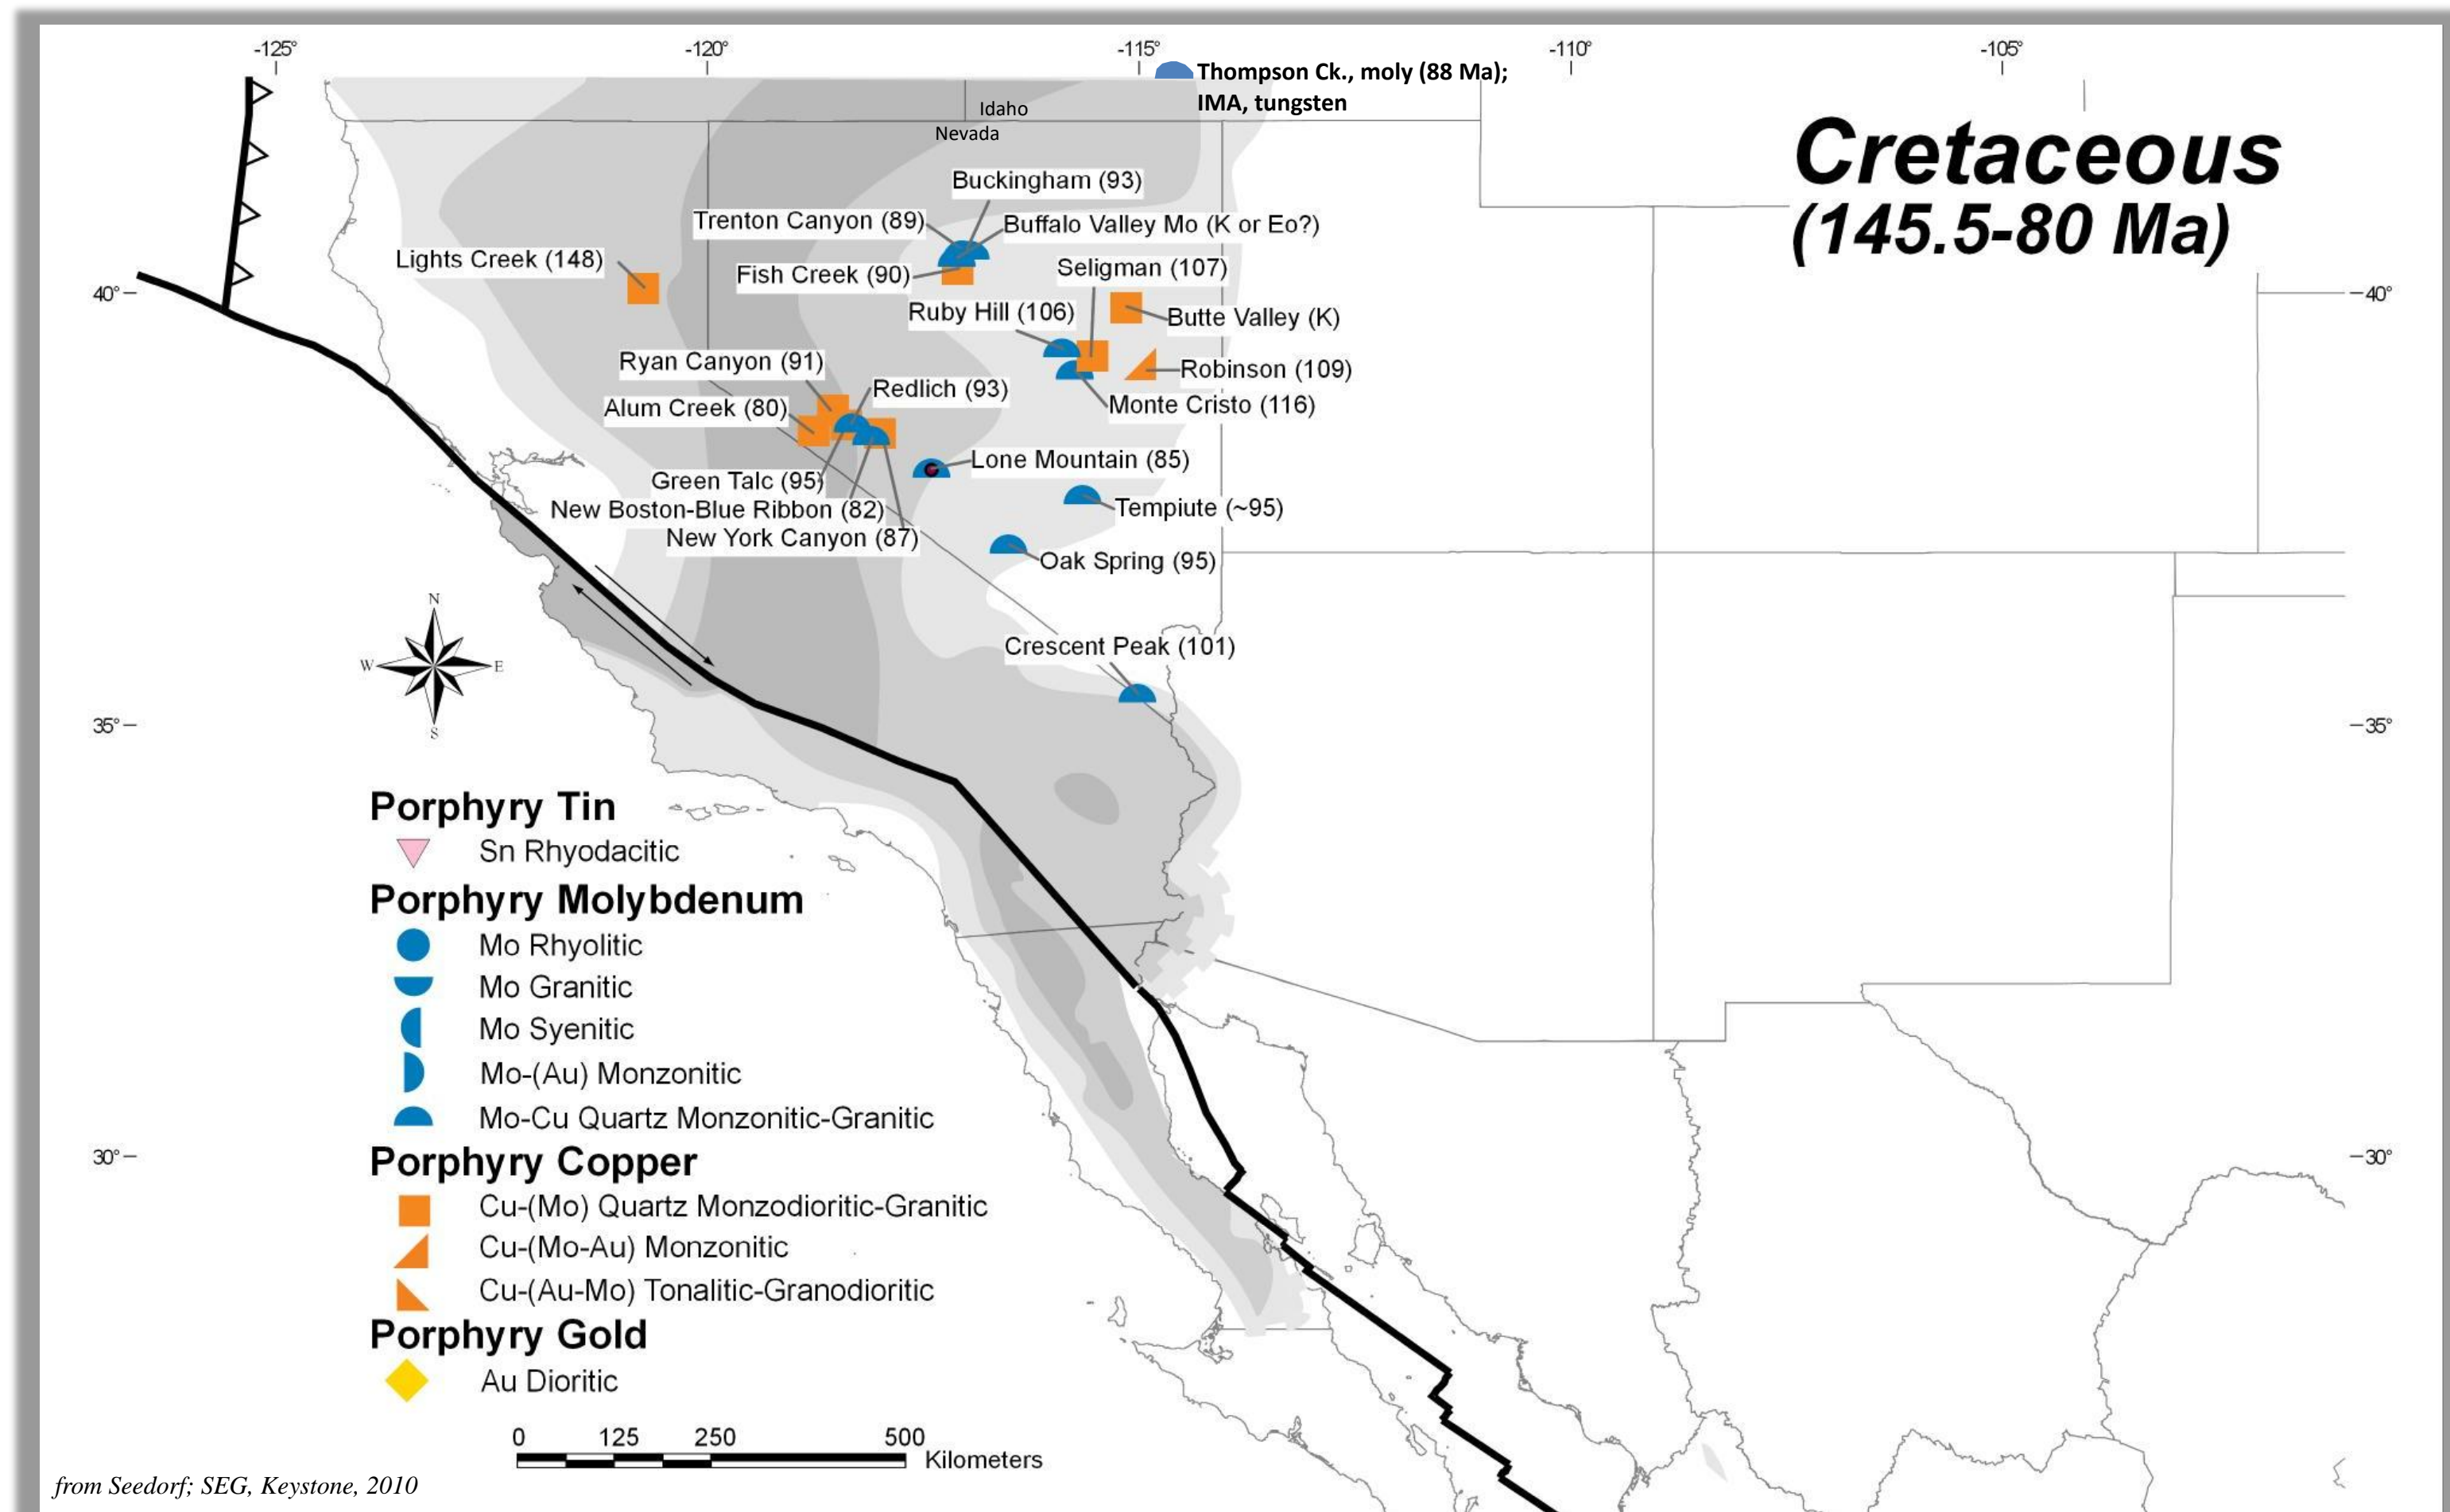 -125°
-120°
-115°
-110°
-105°
Thompson Ck., moly (88 Ma);
IMA, tungsten
Idaho
Nevada
Cretaceous
(145.5-80 Ma)
Buckingham (93)
Trenton Canyon (89)
Buffalo Valley Mo (K or Eo?)
Lights Creek (148)
Fish Creek (90)
Seligman (107)
40°
40°
Ruby Hill (106)
Butte Valley (K)
Ryan Canyon (91)
Robinson (109)
Redlich (93)
Alum Creek (80)
Monte Cristo (116)
Lone Mountain (85)
Green Talc (95)
New Boston-Blue Ribbon (82)
Tempiute (~95)
New York Canyon (87)
Oak Spring (95)
N
Crescent Peak (101)
W
E
S
35°
35°
Porphyry Tin
Sn Rhyodacitic
Porphyry Molybdenum
Mo Rhyolitic
Mo Granitic
Mo Syenitic
Mo-(Au) Monzonitic
Mo-Cu Quartz Monzonitic-Granitic
30°
30°
Porphyry Copper
Cu-(Mo) Quartz Monzodioritic-Granitic
Cu-(Mo-Au) Monzonitic
Cu-(Au-Mo) Tonalitic-Granodioritic
Porphyry Gold
Au Dioritic
0 125 250 500
Kilometers
from Seedorf; SEG, Keystone, 2010